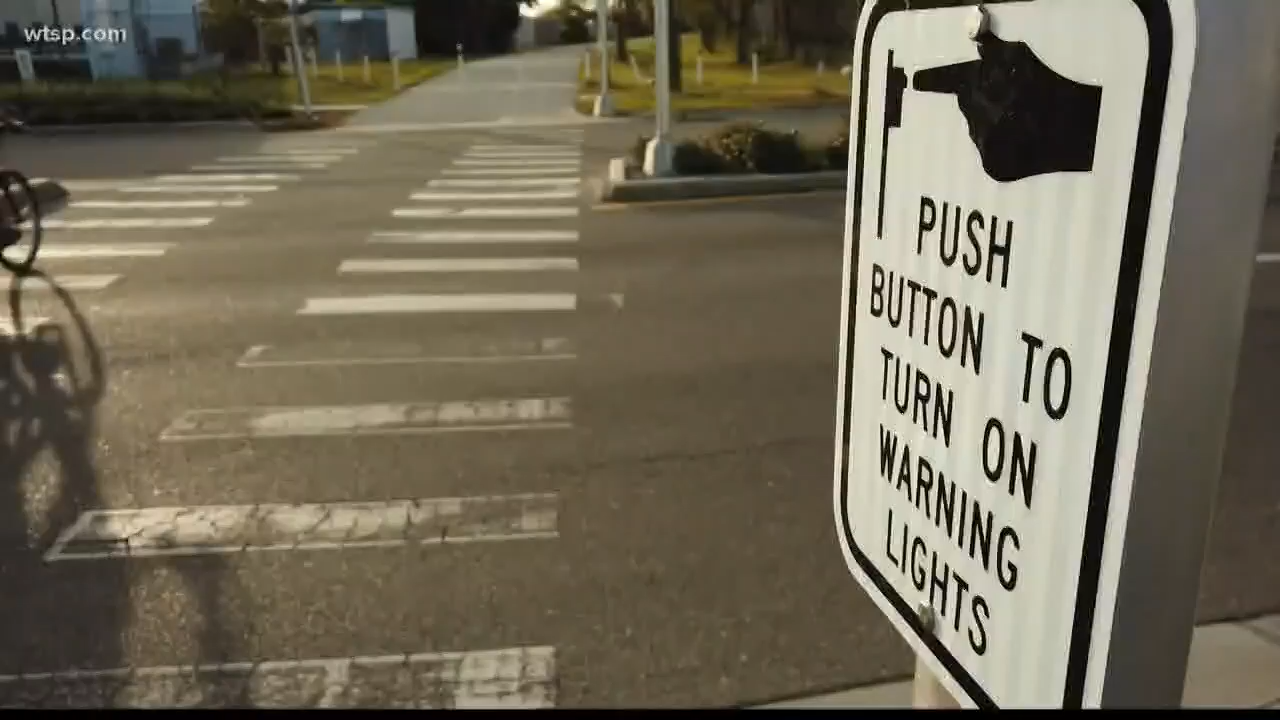 wtsp.com
PUSH
BUTTON TO
TURN ON
WARNING
LIGHTS